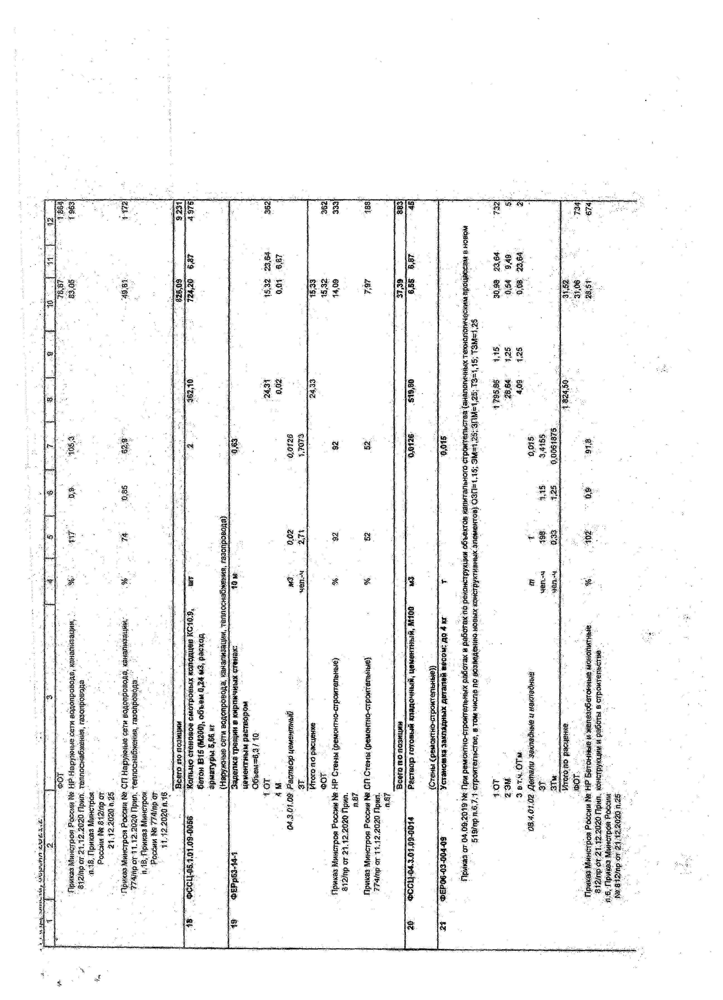 1 2 3 4 5 6 7 8 9 10 11 12
ФОТ 78,87 1 864
Приказ Минстроя России № НР Наружные сети водопровода, канализации, % 117 0,9 105,3 83,05 1 963
812/пр от 21.12.2020 Прил. теплоснабжения, газопровода
п.18, Приказ Минстроя
России № 812/пр от
21.12.2020 п.25
Приказ Минстроя России № СП Наружные сети водопровода, канализации, % 74 0,85 62,9 49,61 1 172
774/пр от 11.12.2020 Прил. теплоснабжения, газопровода
п.18, Приказ Минстроя
России № 774/пр от
11.12.2020 п.16
Всего по позиции 826,09 9 231
18 ФССЦ-05.1.01.09-0056 Кольцо стеновое смотровых колодцев КС10.9, шт 2 362,10 724,20 6,87 4 975
бетон В15 (М200), объем 0,24 м3, расход
арматуры 5,66 кг
(Наружные сети водопровода, канализации, теплоснабжения, газопровода)
19 ФЕРр53-14-1 Заделка трещин в кирпичных стенах: 10 м 0,63
цементным раствором
Объем=6,3 / 10
1 ОТ 24,31 15,32 23,64 362
4 М 0,02 0,01 6,87
04.3.01.09 Раствор цементный м3 0,02 0,0126
ЗТ чел.-ч 2,71 1,7073
Итого по расценке 24,33 15,33
ФОТ 15,32 362
Приказ Минстроя России № НР Стены (ремонтно-строительные) % 92 92 14,09 333
812/пр от 21.12.2020 Прил.
п.87
Приказ Минстроя России № СП Стены (ремонтно-строительные) % 52 52 7,97 188
774/пр от 11.12.2020 Прил.
п.87
Всего по позиции 37,39 883
20 ФССЦ-04.3.01.09-0014 Раствор готовый кладочный, цементный, М100 м3 0,0126 519,80 6,55 6,87 45
(Стены (ремонтно-строительные))
21 ФЕР06-03-004-09 Установка закладных деталей весом: до 4 кг т 0,015
Приказ от 04.09.2019 № При ремонтно-строительных работах и работах по реконструкции объектов капитального строительства (аналогичных технологическим процессам в новом
519/пр п.6.7.1 строительстве, в том числе по возведению новых конструктивных элементов) ОЗП=1,15; ЭМ=1,25; ЗПМ=1,25; ТЗ=1,15; ТЗМ=1,25
1 ОТ 1 795,86 1,15 30,98 23,64 732
2 ЭМ 28,64 1,25 0,54 9,49 5
3 в т.ч. ОТм 4,09 1,25 0,08 23,64 2
08.4.01.02 Детали закладные и накладные т 1 0,015
ЗТ чел.-ч 198 1,15 3,4155
ЗТм чел.-ч 0,33 1,25 0,0061875
Итого по расценке 1 824,50 31,52
ФОТ 31,06 734
Приказ Минстроя России № НР Бетонные и железобетонные монолитные % 102 0,9 91,8 28,51 674
812/пр от 21.12.2020 Прил. конструкции и работы в строительстве
п.6, Приказ Минстроя России
№ 812/пр от 21.12.2020 п.25